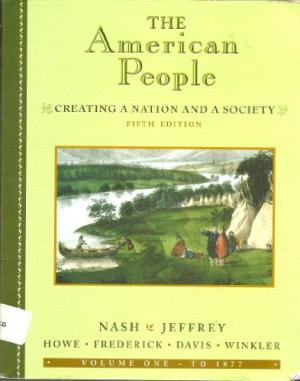 THE
American
People
CREATING A NATION AND A SOCIETY
FIFTH EDITION
NASH & JEFFREY
HOWE • FREDERICK • DAVIS • WINKLER
VOLUME ONE – TO 1877